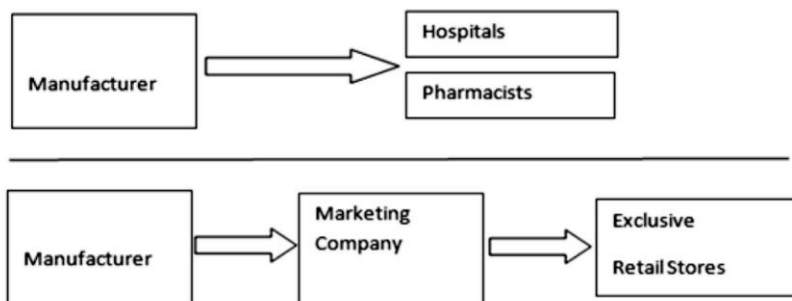 Hospitals
Manufacturer
Pharmacists
Manufacturer
Marketing
Company
Exclusive
Retail Stores